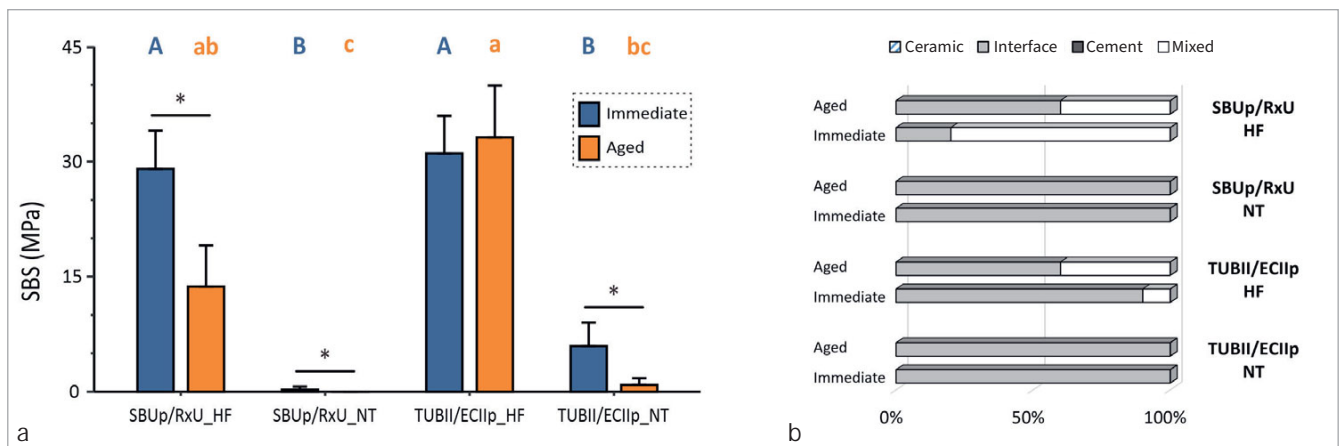 A ab B c A a B bc
45
30
15
0
SBS (MPa)
* * *
Immediate
Aged
SBUp/RxU_HF SBUp/RxU_NT TUBII/ECIIp_HF TUBII/ECIIp_NT
a
Ceramic Interface Cement Mixed
Aged
Immediate
SBUp/RxU
HF
Aged
Immediate
SBUp/RxU
NT
Aged
Immediate
TUBII/ECIIp
HF
Aged
Immediate
TUBII/ECIIp
NT
0% 50% 100%
b